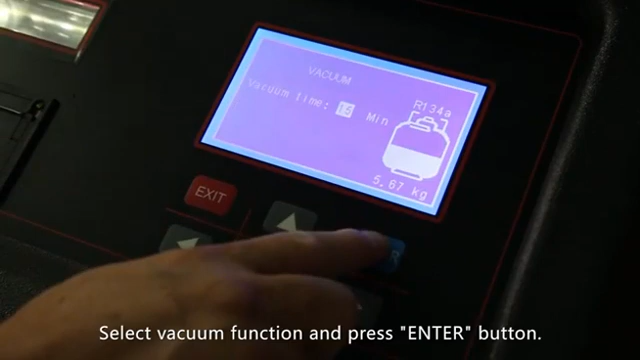 VACUUM
Vacuum time: 15 Min
R134a
5.67 kg
EXIT
Select vacuum function and press "ENTER" button.